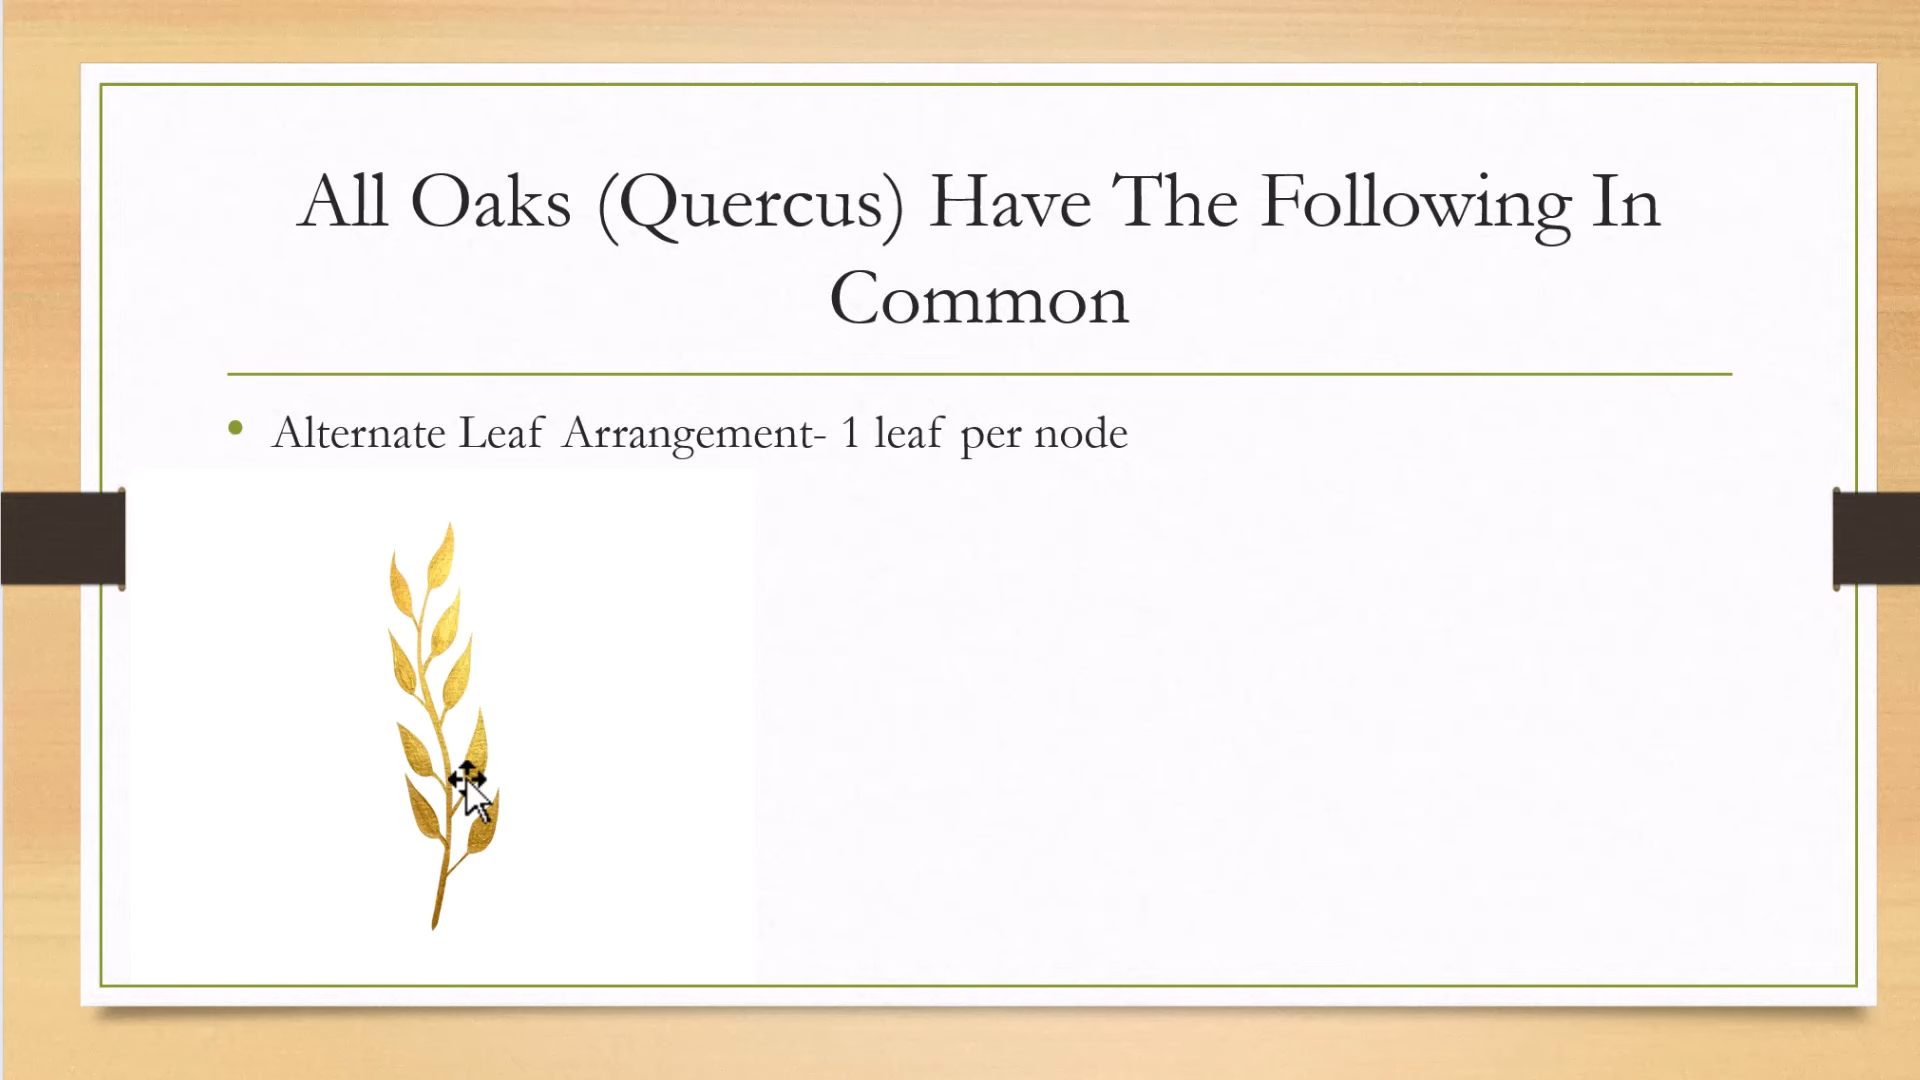 All Oaks (Quercus) Have The Following In
Common
• Alternate Leaf Arrangement- 1 leaf per node